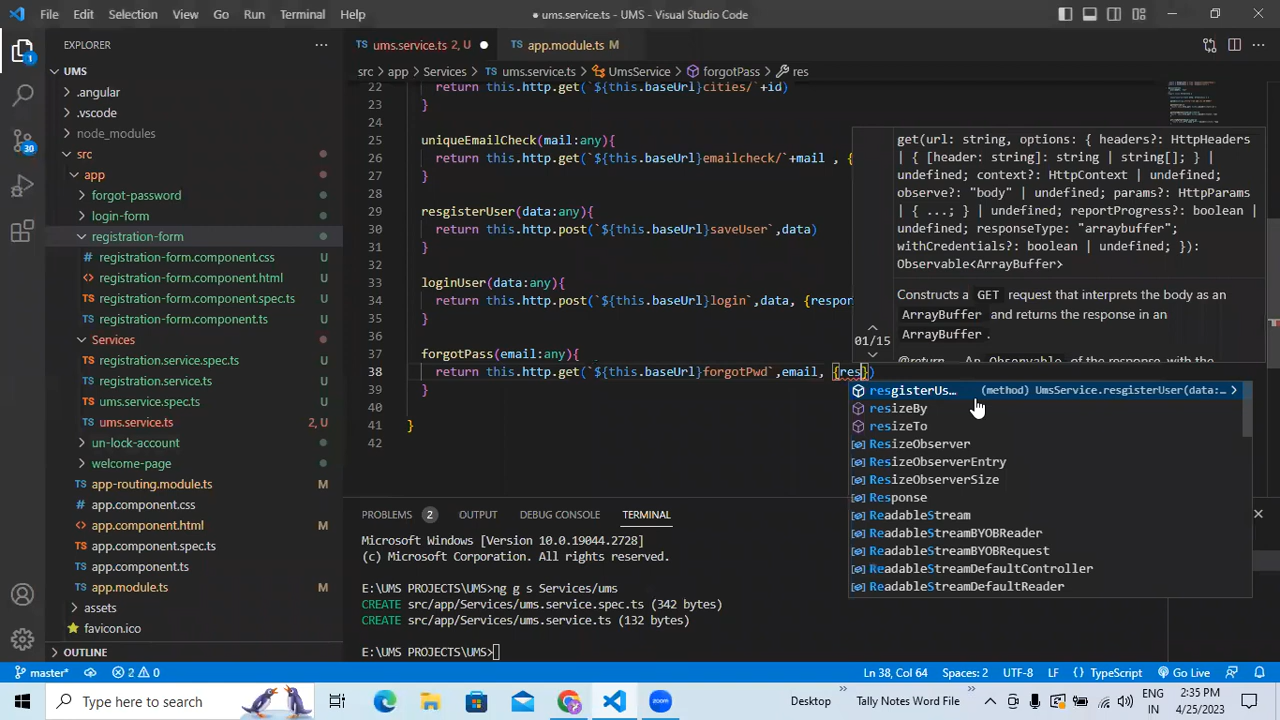 File Edit Selection View Go Run Terminal Help
● ums.service.ts - UMS - Visual Studio Code
EXPLORER
UMS
.angular
.vscode
node_modules
src
app
forgot-password
login-form
registration-form
registration-form.component.css U
registration-form.component.html U
registration-form.component.spec.ts U
registration-form.component.ts U
Services
registration.service.spec.ts U
registration.service.ts U
ums.service.spec.ts U
ums.service.ts 2, U
un-lock-account
welcome-page
app-routing.module.ts M
app.component.css
app.component.html M
app.component.spec.ts
app.component.ts
app.module.ts M
assets
favicon.ico
OUTLINE
TS ums.service.ts 2, U ● TS app.module.ts M
src > app > Services > TS ums.service.ts > UmsService > forgotPass > res
22 return this.http.get(`${this.baseUrl}cities/`+id)
23 }
24
25 uniqueEmailCheck(mail:any){
26 return this.http.get(`${this.baseUrl}emailcheck/`+mail , {
27 }
28
29 resgisterUser(data:any){
30 return this.http.post(`${this.baseUrl}saveUser`,data)
31 }
32
33 loginUser(data:any){
34 return this.http.post(`${this.baseUrl}login`,data, {respon
35 }
36
37 forgotPass(email:any){
38 return this.http.get(`${this.baseUrl}forgotPwd`,email, {res})
39 }
40
41 }
42
get(url: string, options: { headers?: HttpHeaders
| { [header: string]: string | string[]; } |
undefined; context?: HttpContext | undefined;
observe?: "body" | undefined; params?: HttpParams
| { ...; } | undefined; reportProgress?: boolean |
undefined; responseType: "arraybuffer";
withCredentials?: boolean | undefined; }):
Observable<ArrayBuffer>
Constructs a GET request that interprets the body as an
ArrayBuffer and returns the response in an
ArrayBuffer .
01/15
@return An Observable of the response, with the
resgisterUs… (method) UmsService.resgisterUser(data:…
resizeBy
resizeTo
ResizeObserver
ResizeObserverEntry
ResizeObserverSize
Response
ReadableStream
ReadableStreamBYOBReader
ReadableStreamBYOBRequest
ReadableStreamDefaultController
ReadableStreamDefaultReader
PROBLEMS 2 OUTPUT DEBUG CONSOLE TERMINAL
Microsoft Windows [Version 10.0.19044.2728]
(c) Microsoft Corporation. All rights reserved.
E:\UMS PROJECTS\UMS>ng g s Services/ums
CREATE src/app/Services/ums.service.spec.ts (342 bytes)
CREATE src/app/Services/ums.service.ts (132 bytes)
E:\UMS PROJECTS\UMS>
master* 2 0 Ln 38, Col 64 Spaces: 2 UTF-8 LF {} TypeScript Go Live
Type here to search
Desktop
Tally Notes Word File
ENG
IN
2:35 PM
4/25/2023
1
30